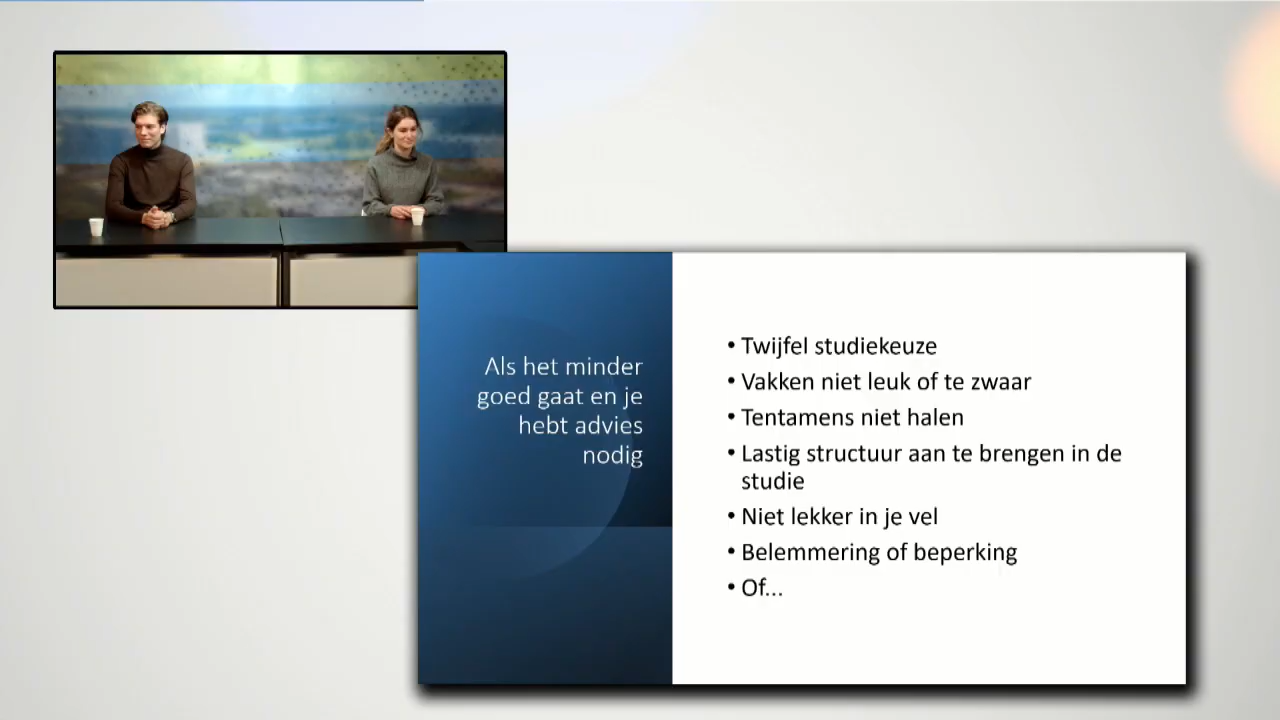 Als het minder
goed gaat en je
hebt advies
nodig
• Twijfel studiekeuze
• Vakken niet leuk of te zwaar
• Tentamens niet halen
• Lastig structuur aan te brengen in de
studie
• Niet lekker in je vel
• Belemmering of beperking
• Of...